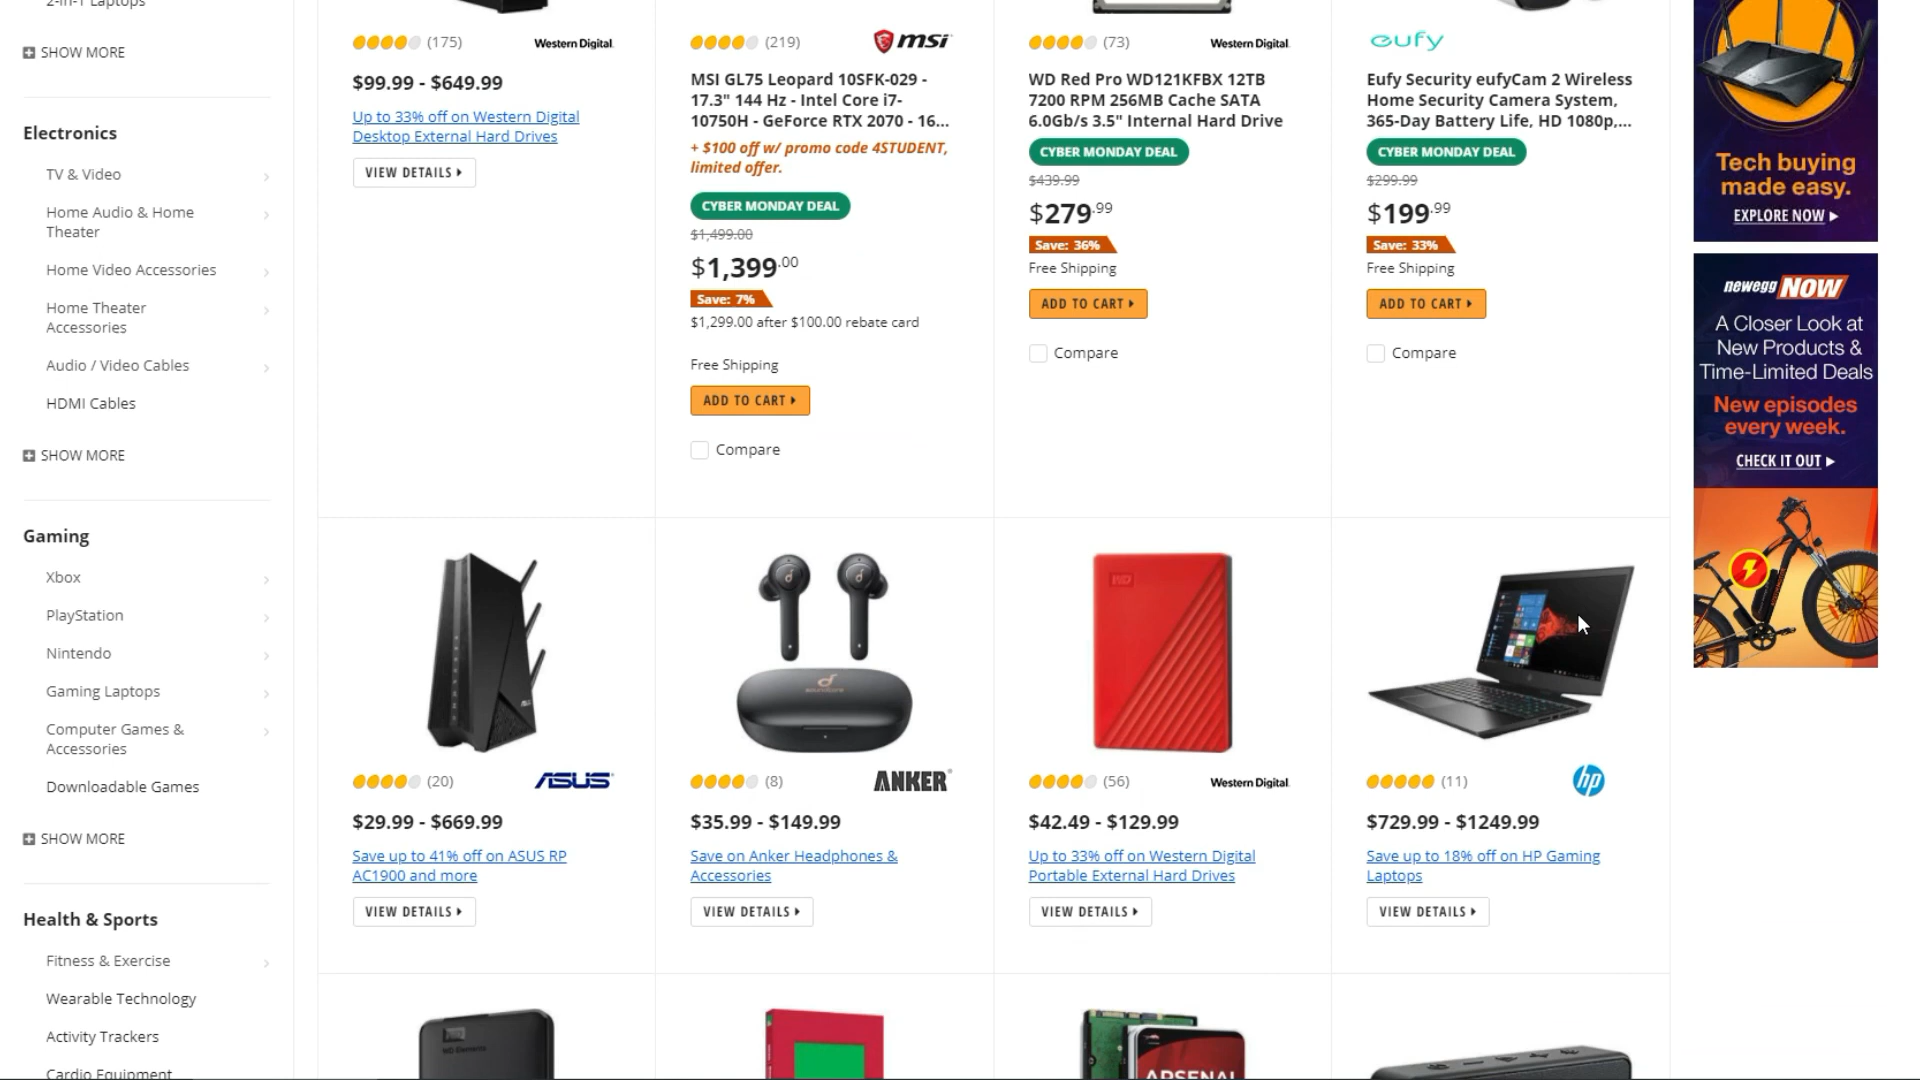 2-in-1 Laptops
SHOW MORE
Electronics
TV & Video
Home Audio & Home
Theater
Home Video Accessories
Home Theater
Accessories
Audio / Video Cables
HDMI Cables
SHOW MORE
Gaming
Xbox
PlayStation
Nintendo
Gaming Laptops
Computer Games &
Accessories
Downloadable Games
SHOW MORE
Health & Sports
Fitness & Exercise
Wearable Technology
Activity Trackers
Cardio Equipment
(175)
Western Digital.
$99.99 - $649.99
Up to 33% off on Western Digital
Desktop External Hard Drives
VIEW DETAILS
(219)
msi
MSI GL75 Leopard 10SFK-029 -
17.3" 144 Hz - Intel Core i7-
10750H - GeForce RTX 2070 - 16...
+ $100 off w/ promo code 4STUDENT,
limited offer.
CYBER MONDAY DEAL
$1,499.00
$1,399.00
Save: 7%
$1,299.00 after $100.00 rebate card
Free Shipping
ADD TO CART
Compare
(73)
Western Digital.
WD Red Pro WD121KFBX 12TB
7200 RPM 256MB Cache SATA
6.0Gb/s 3.5" Internal Hard Drive
CYBER MONDAY DEAL
$439.99
$279.99
Save: 36%
Free Shipping
ADD TO CART
Compare
eufy
Eufy Security eufyCam 2 Wireless
Home Security Camera System,
365-Day Battery Life, HD 1080p,...
CYBER MONDAY DEAL
$299.99
$199.99
Save: 33%
Free Shipping
ADD TO CART
Compare
(20)
ASUS
$29.99 - $669.99
Save up to 41% off on ASUS RP
AC1900 and more
VIEW DETAILS
soundcore
(8)
ANKER
$35.99 - $149.99
Save on Anker Headphones &
Accessories
VIEW DETAILS
WD
(56)
Western Digital.
$42.49 - $129.99
Up to 33% off on Western Digital
Portable External Hard Drives
VIEW DETAILS
(11)
hp
$729.99 - $1249.99
Save up to 18% off on HP Gaming
Laptops
VIEW DETAILS
WD Elements
ARSENAL
Tech buying
made easy.
EXPLORE NOW
newegg NOW
A Closer Look at
New Products &
Time-Limited Deals
New episodes
every week.
CHECK IT OUT